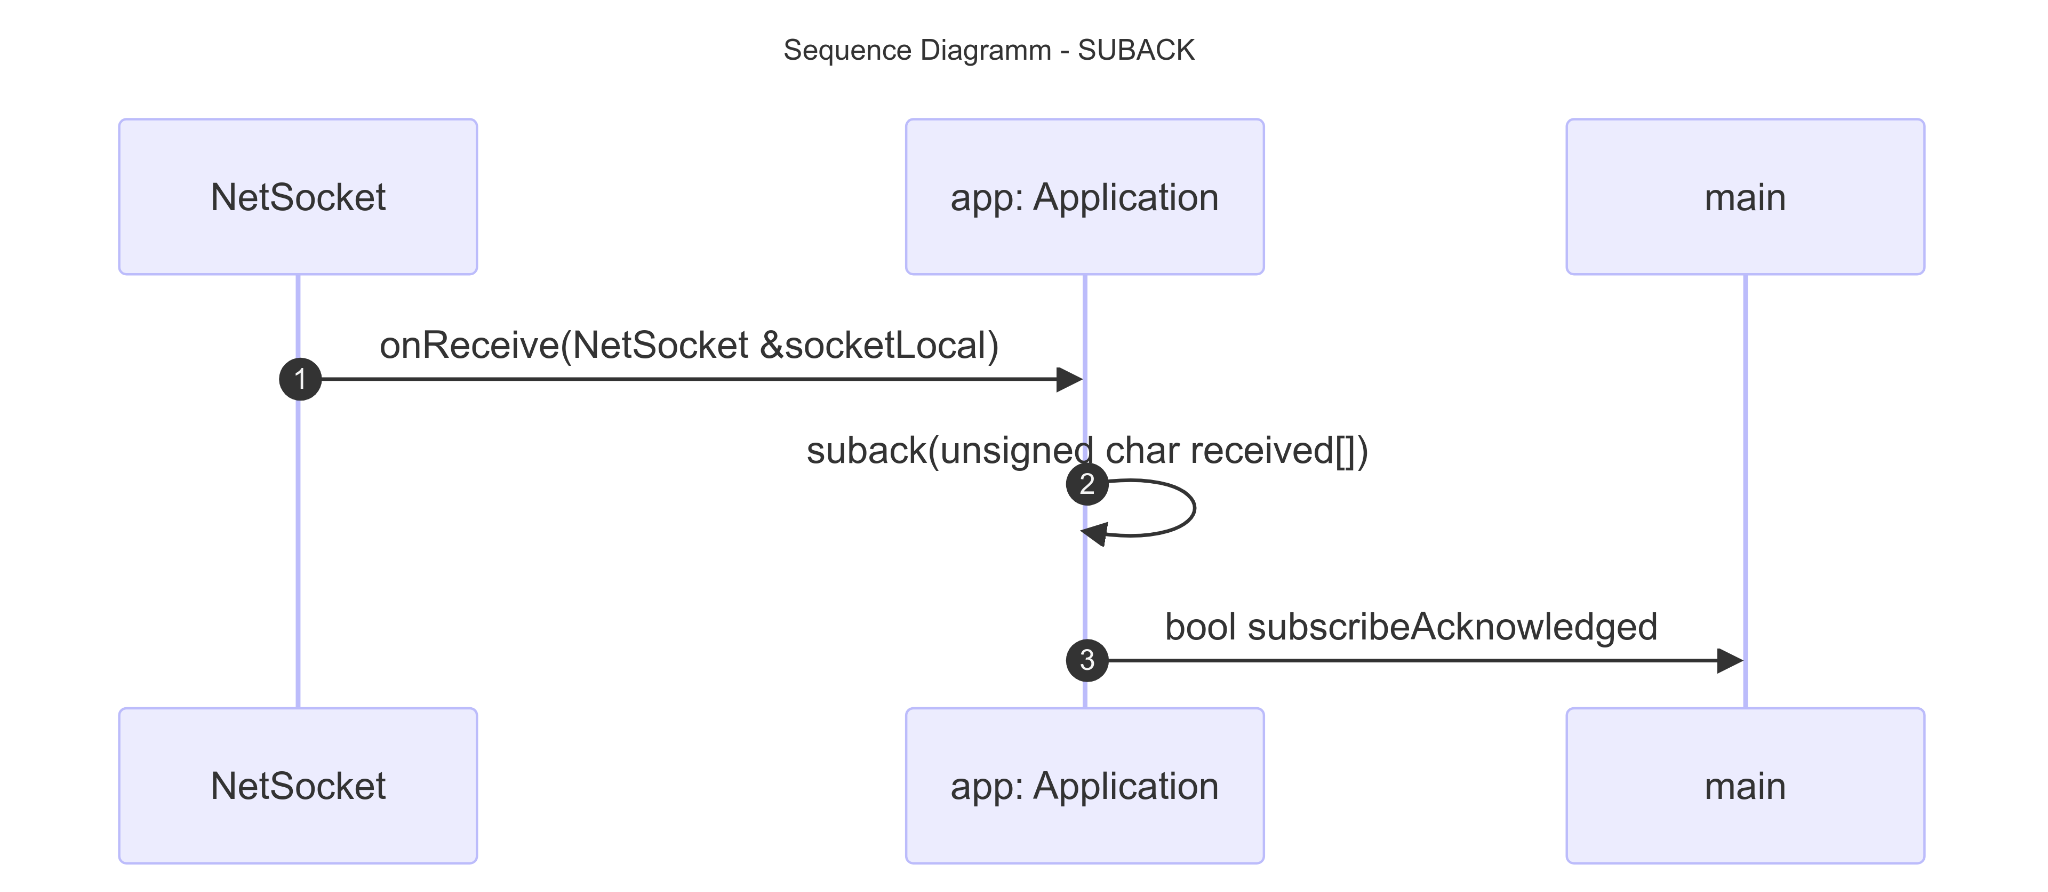 Sequence Diagramm - SUBACK
NetSocket
app: Application
main
onReceive(NetSocket &socketLocal)
1
suback(unsigned char received[])
2
bool subscribeAcknowledged
3
NetSocket
app: Application
main